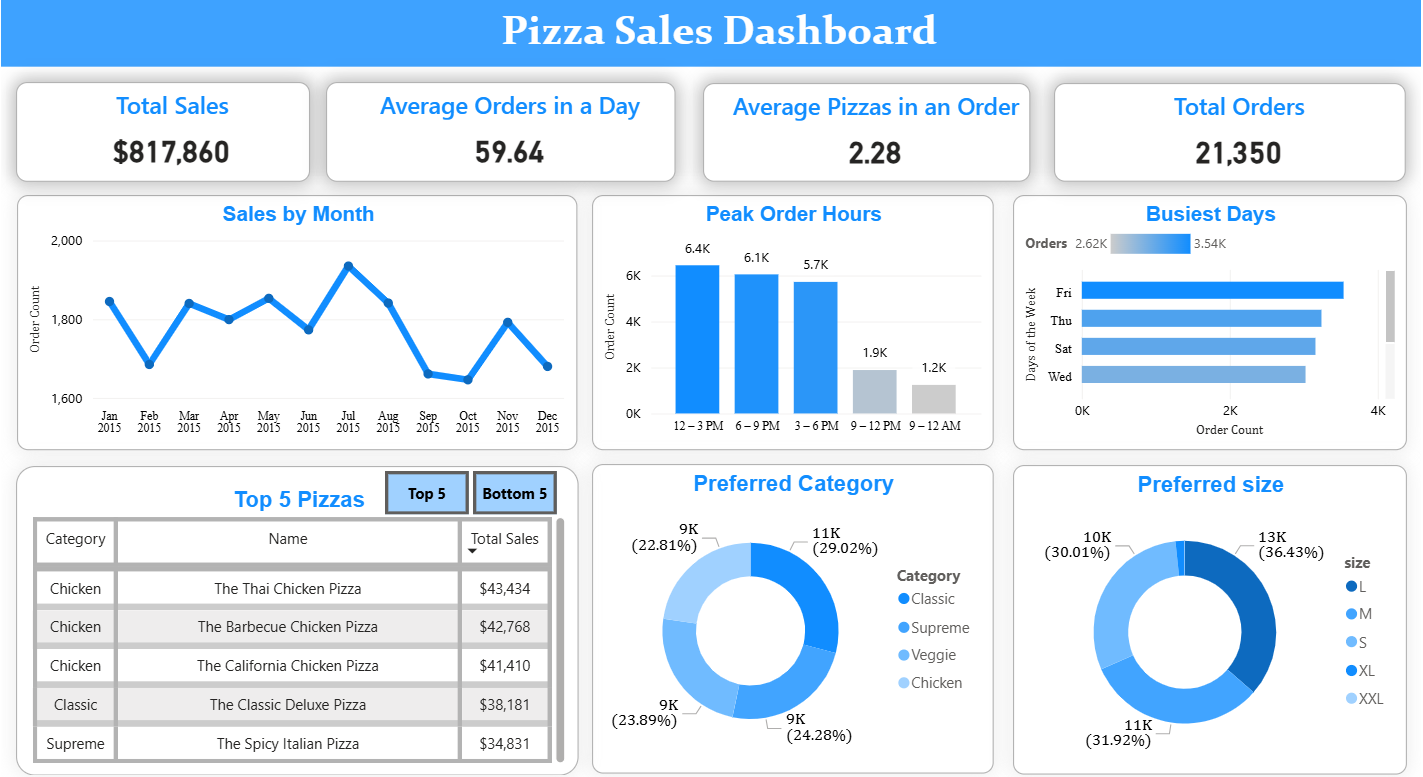 Pizza Sales Dashboard
Total Sales
$817,860
Average Orders in a Day
59.64
Average Pizzas in an Order
2.28
Total Orders
21,350
Sales by Month
Order Count
2,000
1,800
1,600
Jan 2015
Feb 2015
Mar 2015
Apr 2015
May 2015
Jun 2015
Jul 2015
Aug 2015
Sep 2015
Oct 2015
Nov 2015
Dec 2015
Peak Order Hours
Order Count
6K
4K
2K
0K
6.4K
6.1K
5.7K
1.9K
1.2K
12 – 3 PM
6 – 9 PM
3 – 6 PM
9 – 12 PM
9 – 12 AM
Busiest Days
Orders 2.62K 3.54K
Days of the Week
Fri
Thu
Sat
Wed
0K
2K
4K
Order Count
Top 5 Pizzas
Top 5
Bottom 5
Category Name Total Sales
Chicken The Thai Chicken Pizza $43,434
Chicken The Barbecue Chicken Pizza $42,768
Chicken The California Chicken Pizza $41,410
Classic The Classic Deluxe Pizza $38,181
Supreme The Spicy Italian Pizza $34,831
Preferred Category
9K
(22.81%)
11K
(29.02%)
9K
(23.89%)
9K
(24.28%)
Category
Classic
Supreme
Veggie
Chicken
Preferred size
10K
(30.01%)
13K
(36.43%)
11K
(31.92%)
size
L
M
S
XL
XXL